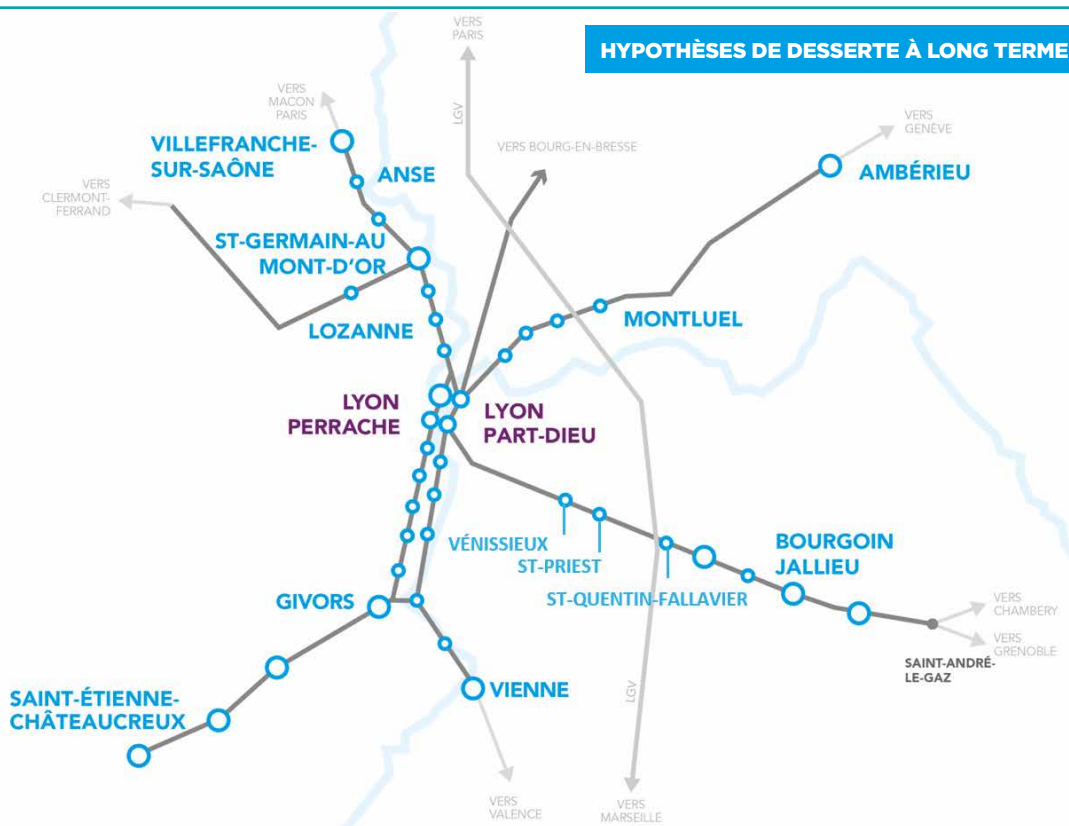 HYPOTHÈSES DE DESSERTE À LONG TERME
VERS
PARIS
LGV
VERS
MACON
PARIS
VERS
GENÈVE
VILLEFRANCHE-
SUR-SAÔNE
ANSE
VERS BOURG-EN-BRESSE
AMBÉRIEU
VERS
CLERMONT-
FERRAND
ST-GERMAIN-AU
MONT-D'OR
LOZANNE
MONTLUEL
LYON
PERRACHE
LYON
PART-DIEU
VÉNISSIEUX
ST-PRIEST
ST-QUENTIN-FALLAVIER
BOURGOIN
JALLIEU
GIVORS
VERS
CHAMBERY
VERS
GRENOBLE
SAINT-ANDRÉ-
LE-GAZ
SAINT-ÉTIENNE-
CHÂTEAUCREUX
VIENNE
LGV
VERS
VALENCE
VERS
MARSEILLE